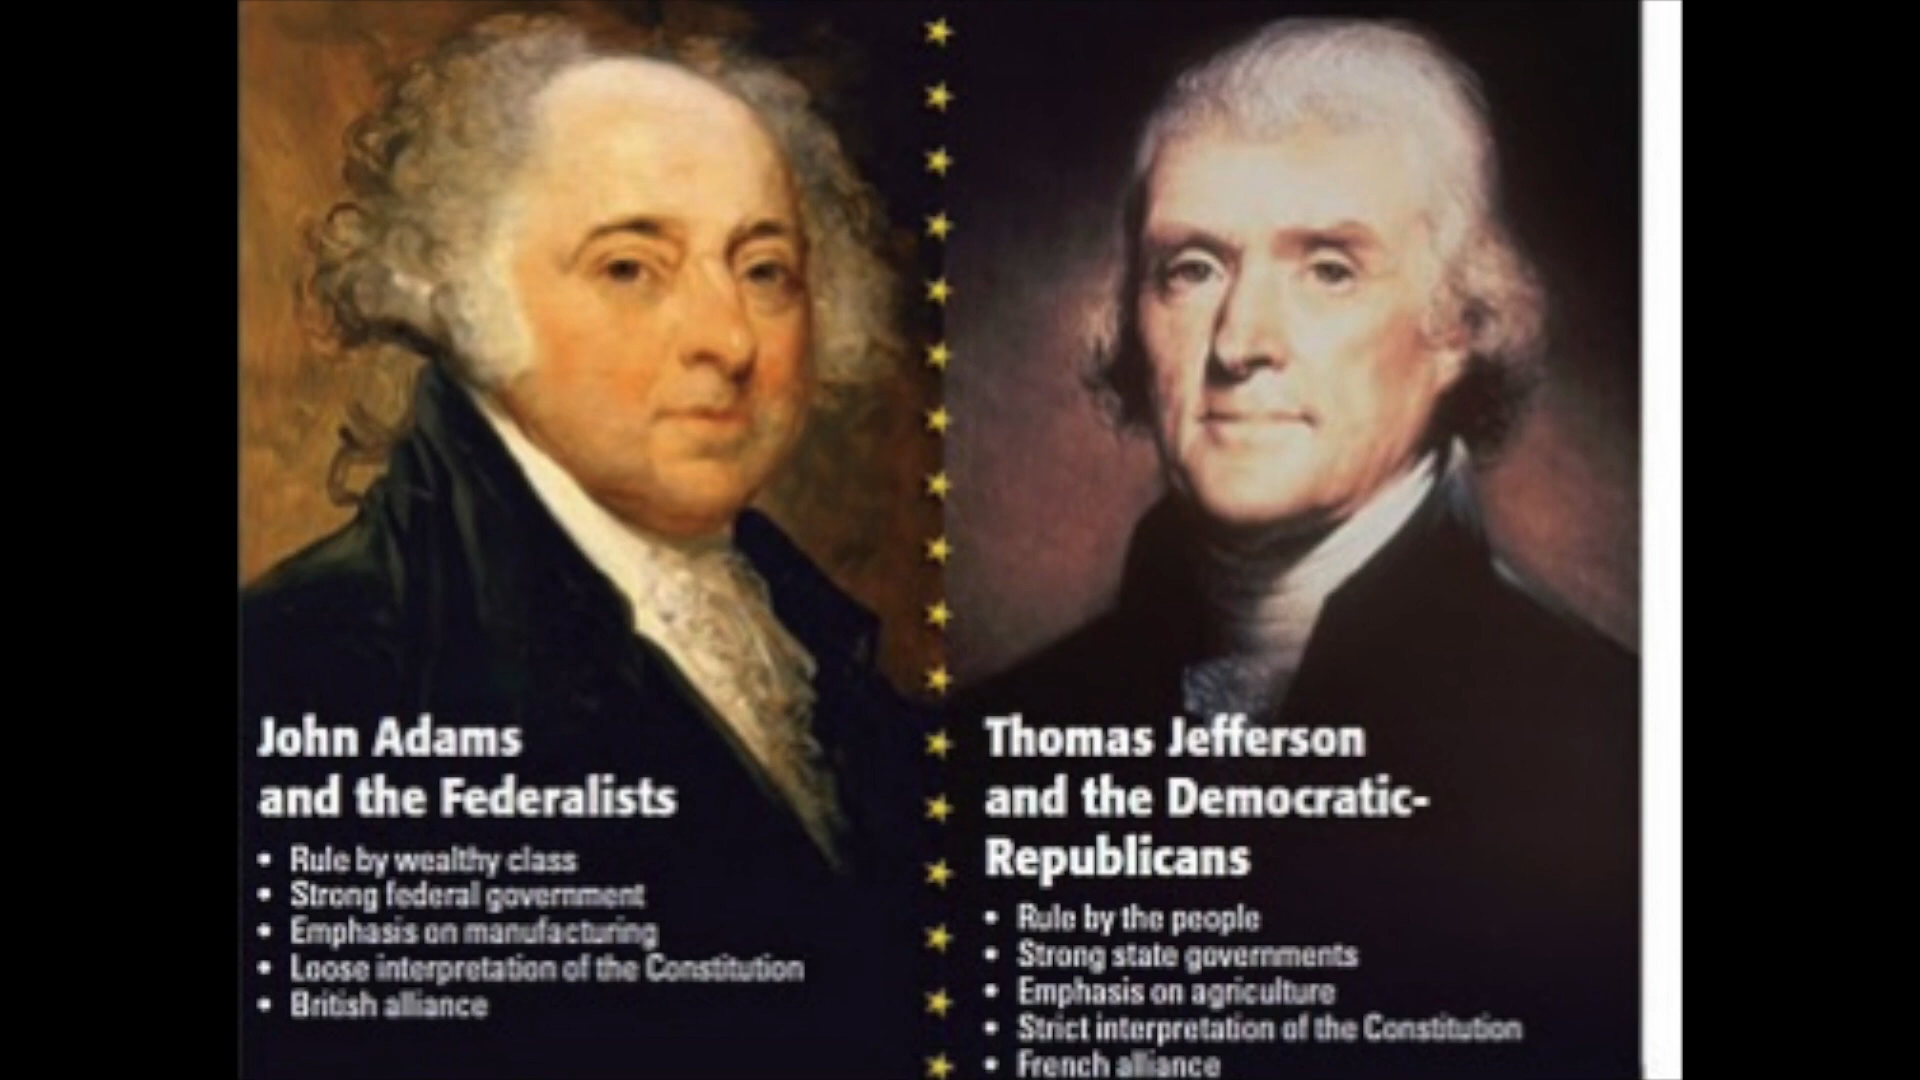 John Adams
and the Federalists
• Rule by wealthy class
• Strong federal government
• Emphasis on manufacturing
• Loose interpretation of the Constitution
• British alliance
Thomas Jefferson
and the Democratic-
Republicans
• Rule by the people
• Strong state governments
• Emphasis on agriculture
• Strict interpretation of the Constitution
• French alliance